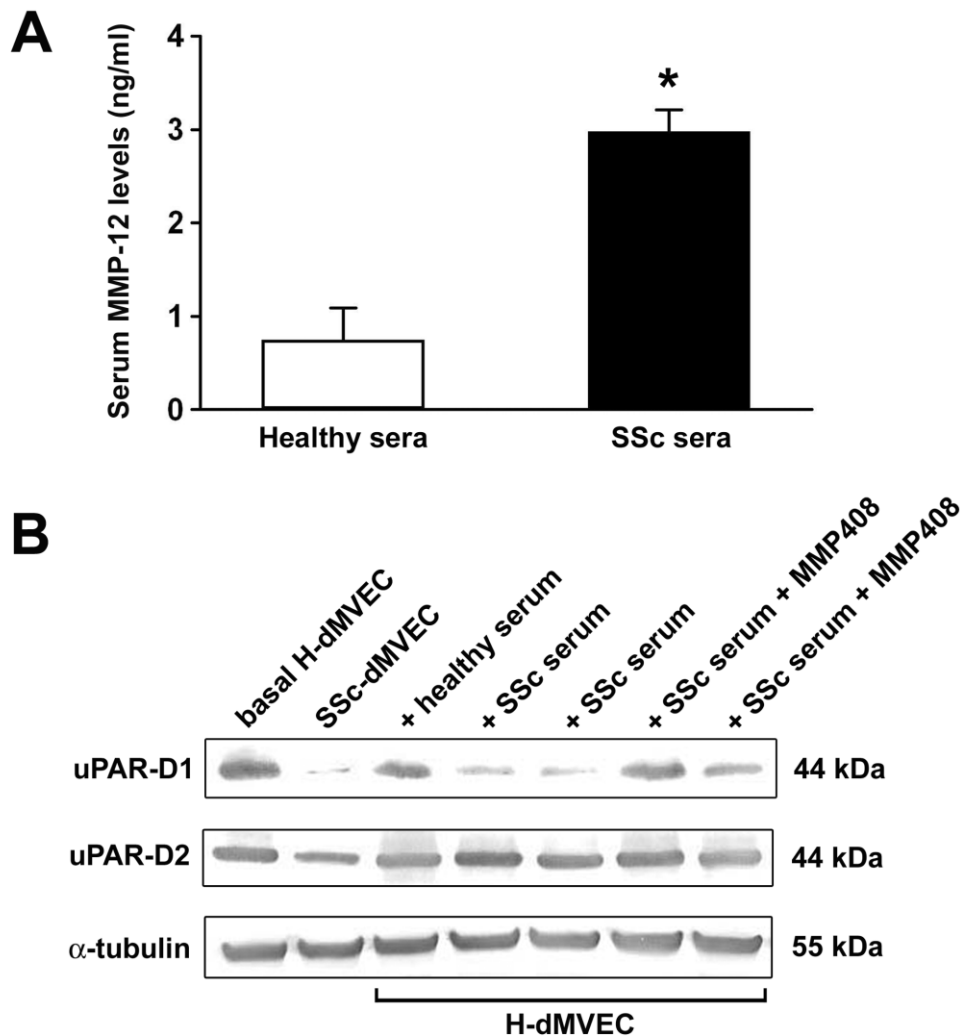 A
Serum MMP-12 levels (ng/ml)
4
3
2
1
0
*
Healthy sera
SSc sera
B
basal H-dMVEC
SSc-dMVEC
+ healthy serum
+ SSc serum
+ SSc serum
+ SSc serum + MMP408
+ SSc serum + MMP408
uPAR-D1
44 kDa
uPAR-D2
44 kDa
α-tubulin
55 kDa
H-dMVEC